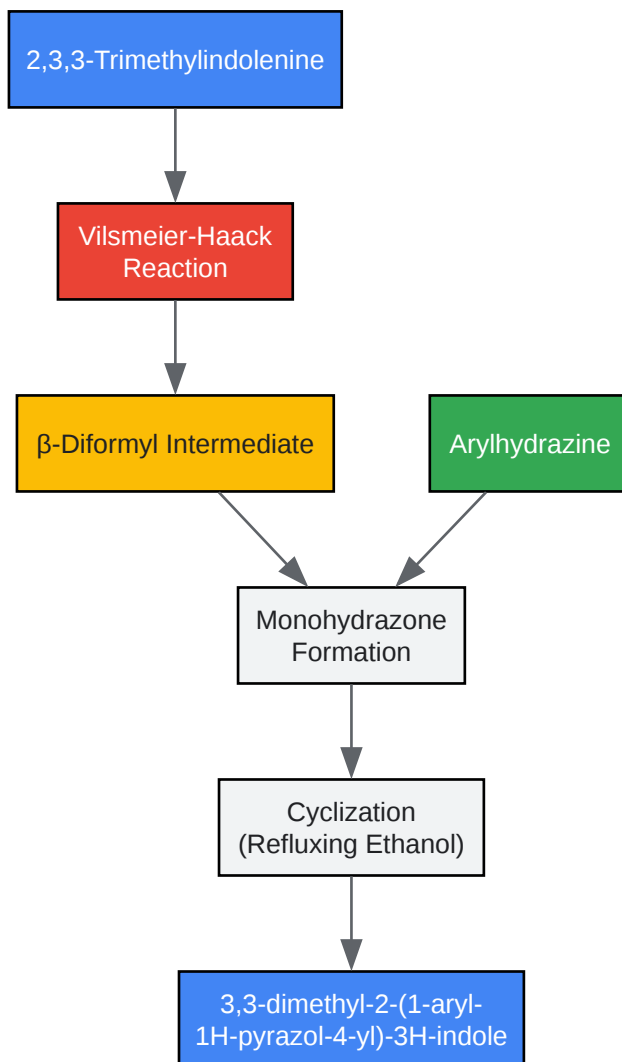 2,3,3-Trimethylindolenine
Vilsmeier-Haack
Reaction
β-Diformyl Intermediate
Arylhydrazine
Monohydrazone
Formation
Cyclization
(Refluxing Ethanol)
3,3-dimethyl-2-(1-aryl-
1H-pyrazol-4-yl)-3H-indole